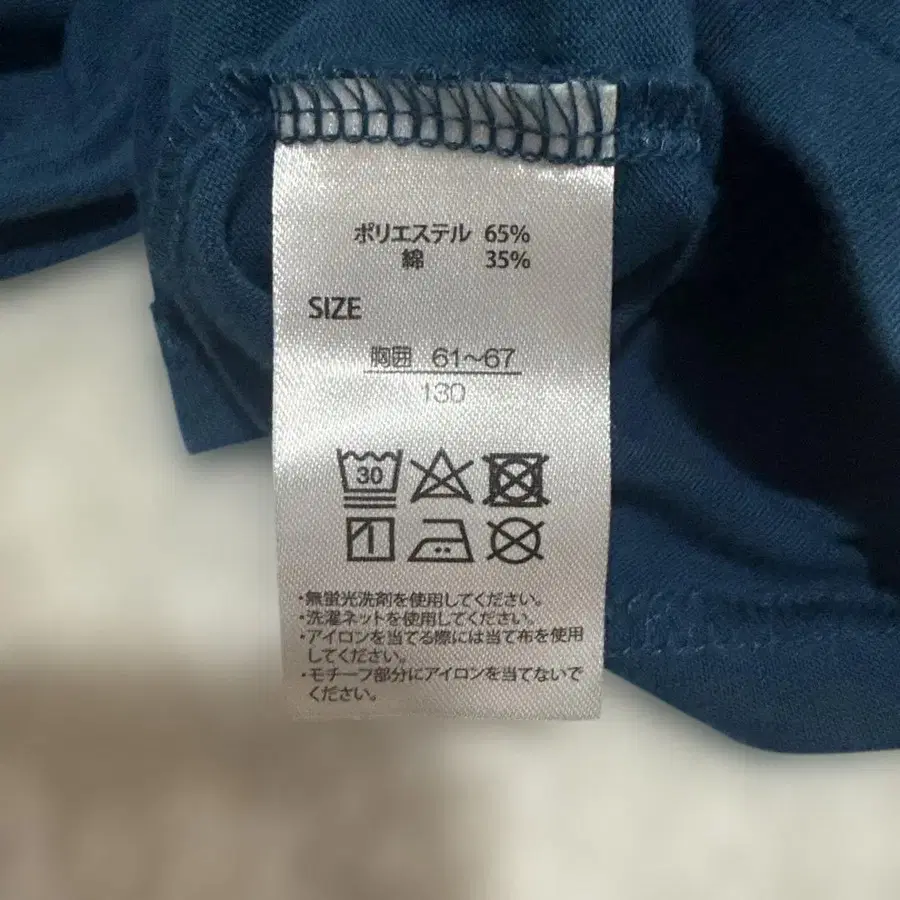 ポリエステル 65%
綿 35%
SIZE
胸囲 61～67
130
30
・無蛍光洗剤を使用してください。
・洗濯ネットを使用してください。
・アイロンを当てる際には当て布を使用
してください。
・モチーフ部分にアイロンを当てないで
ください。